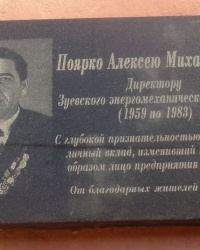 Поярко Алексею Миха
Директору
Зуевского энергомеханическ
(1959 по 1983)
С глубокой признательностью
личный вклад, изменивший
образом лицо предприятия
От благодарных жителей